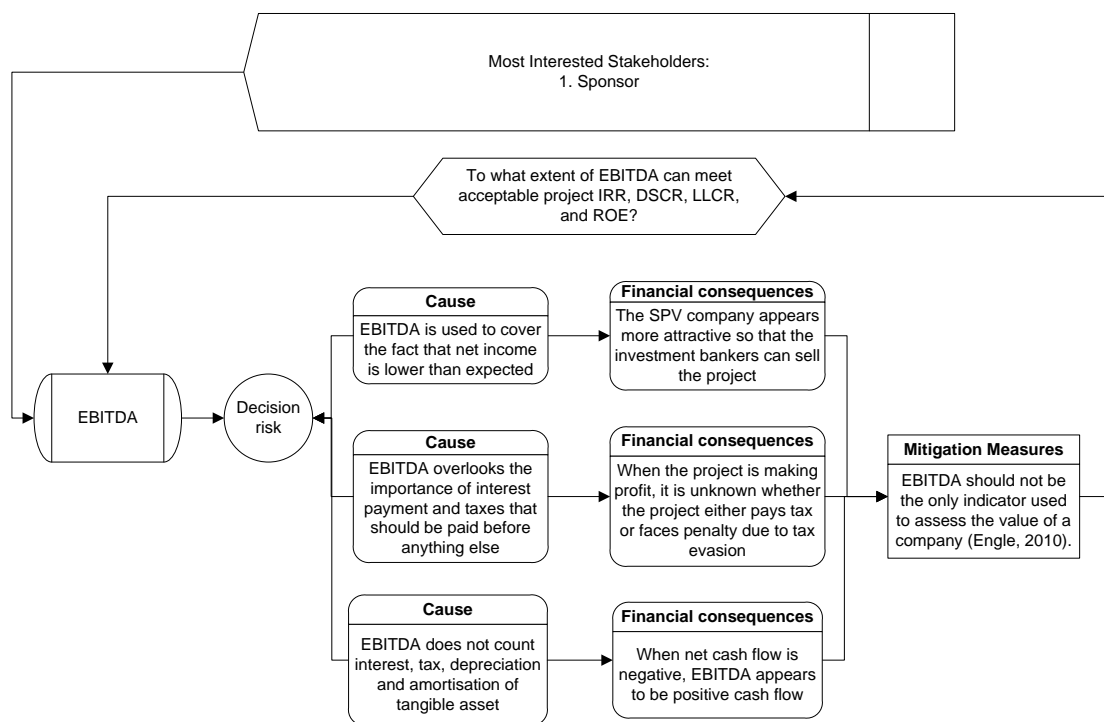 Most Interested Stakeholders:
1. Sponsor
To what extent of EBITDA can meet
acceptable project IRR, DSCR, LLCR,
and ROE?
Cause
EBITDA is used to cover
the fact that net income
is lower than expected
Financial consequences
The SPV company appears
more attractive so that the
investment bankers can sell
the project
EBITDA
Decision
risk
Cause
EBITDA overlooks the
importance of interest
payment and taxes that
should be paid before
anything else
Financial consequences
When the project is making
profit, it is unknown whether
the project either pays tax
or faces penalty due to tax
evasion
Mitigation Measures
EBITDA should not be
the only indicator used
to assess the value of a
company (Engle, 2010).
Cause
EBITDA does not count
interest, tax, depreciation
and amortisation of
tangible asset
Financial consequences
When net cash flow is
negative, EBITDA appears
to be positive cash flow